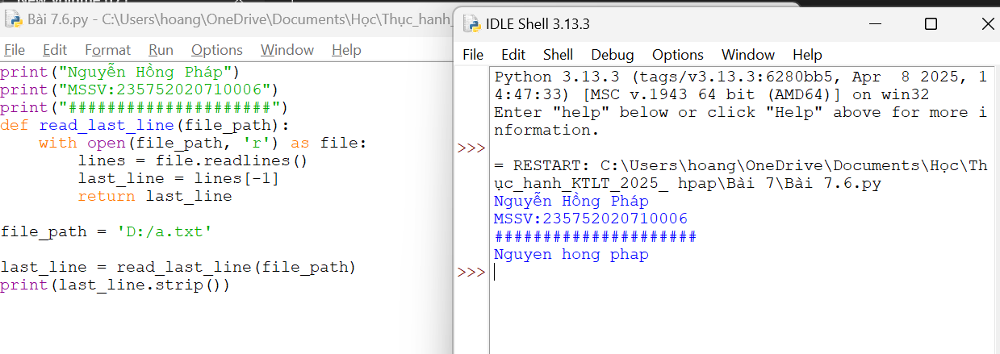 Bài 7.6.py - C:\Users\hoang\OneDrive\Documents\Học\Thực_hanh_
File Edit Format Run Options Window Help
print("Nguyễn Hồng Pháp")
print("MSSV:235752020710006")
print("#####################")
def read_last_line(file_path):
    with open(file_path, 'r') as file:
        lines = file.readlines()
        last_line = lines[-1]
        return last_line
file_path = 'D:/a.txt'
last_line = read_last_line(file_path)
print(last_line.strip())
IDLE Shell 3.13.3
File Edit Shell Debug Options Window Help
Python 3.13.3 (tags/v3.13.3:6280bb5, Apr  8 2025, 1
4:47:33) [MSC v.1943 64 bit (AMD64)] on win32
Enter "help" below or click "Help" above for more i
nformation.
>>>
= RESTART: C:\Users\hoang\OneDrive\Documents\Học\Th
ực_hanh_KTLT_2025_ hpap\Bài 7\Bài 7.6.py
Nguyễn Hồng Pháp
MSSV:235752020710006
#####################
Nguyen hong phap
>>>